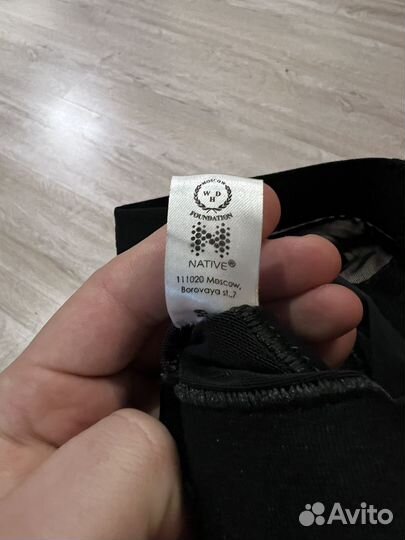 Moscow
W D
H
FOUNDATION
NATIVE®
111020 Moscow,
Borovaya st.,7
Avito